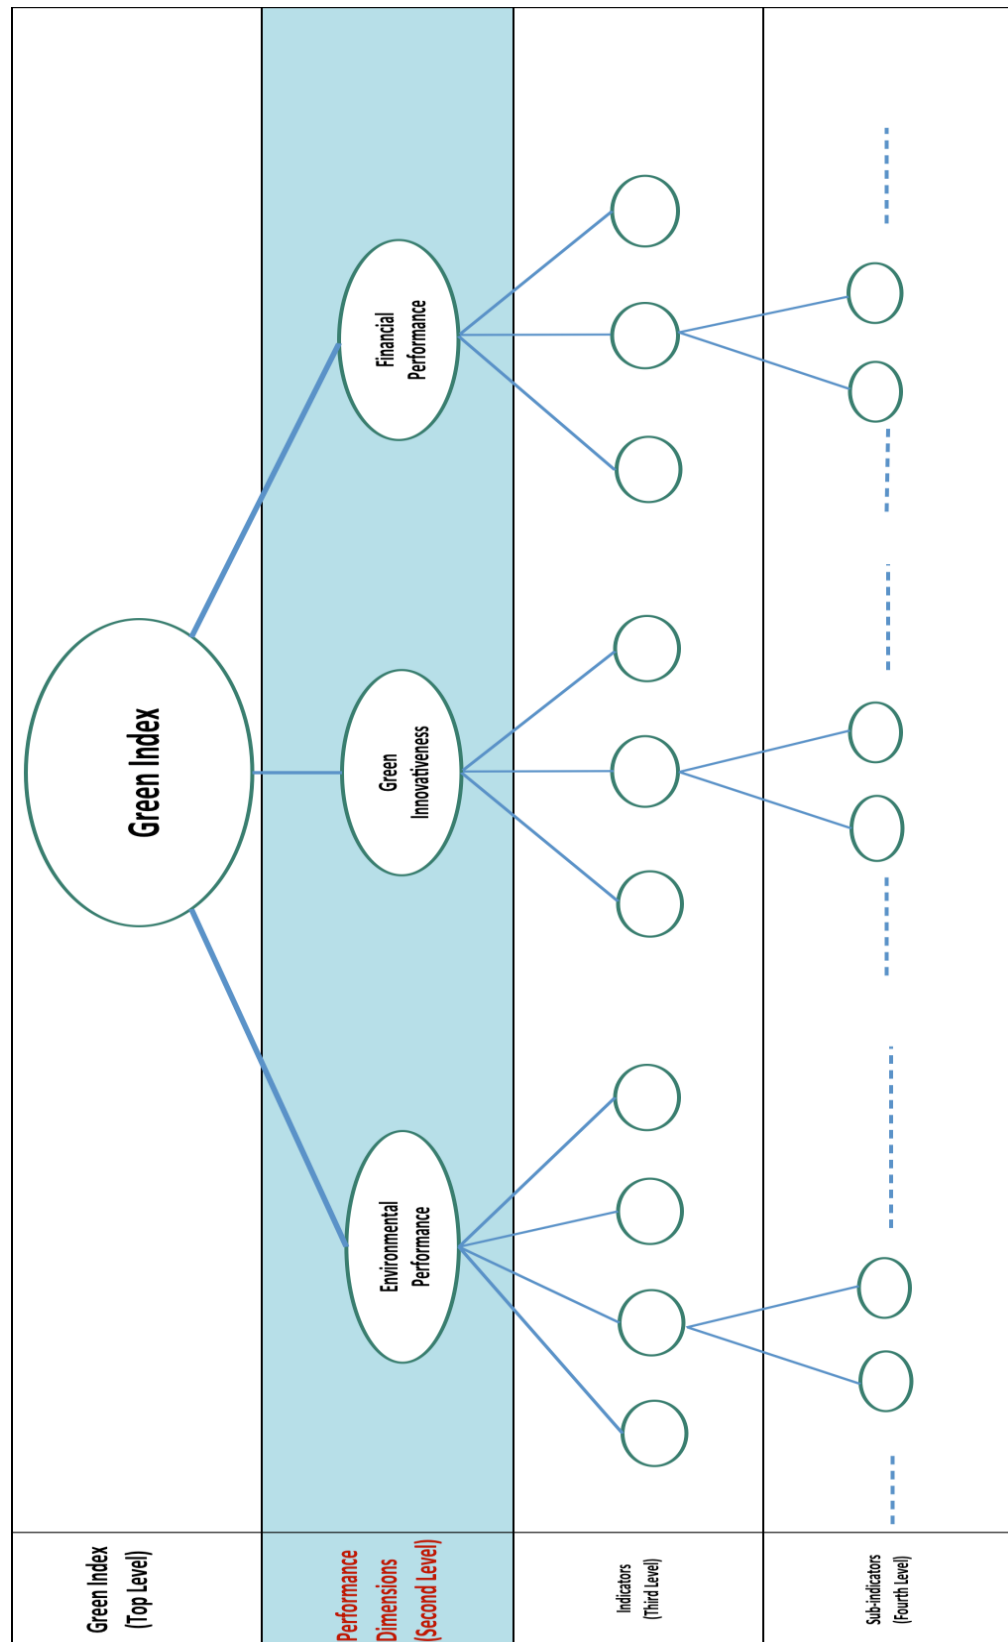 Green Index
(Top Level)
Green Index
Performance
Dimensions
(Second Level)
Environmental
Performance
Green
Innovativeness
Financial
Performance
Indicators
(Third Level)
Sub-indicators
(Fourth Level)